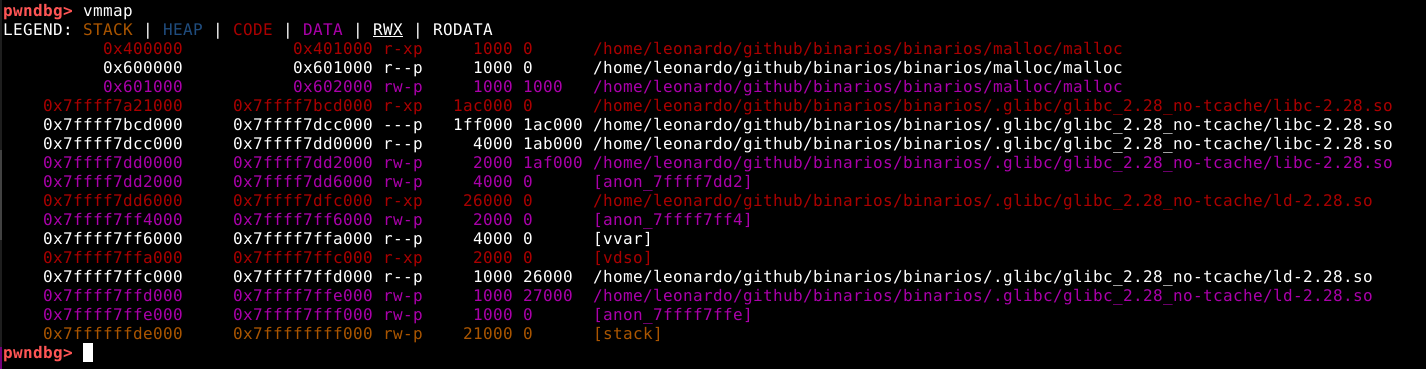 pwndbg> vmmap
LEGEND: STACK | HEAP | CODE | DATA | RWX | RODATA
0x400000 0x401000 r-xp 1000 0 /home/leonardo/github/binarios/binarios/malloc/malloc
0x600000 0x601000 r--p 1000 0 /home/leonardo/github/binarios/binarios/malloc/malloc
0x601000 0x602000 rw-p 1000 1000 /home/leonardo/github/binarios/binarios/malloc/malloc
0x7ffff7a21000 0x7ffff7bcd000 r-xp 1ac000 0 /home/leonardo/github/binarios/binarios/.glibc/glibc_2.28_no-tcache/libc-2.28.so
0x7ffff7bcd000 0x7ffff7dcc000 ---p 1ff000 1ac000 /home/leonardo/github/binarios/binarios/.glibc/glibc_2.28_no-tcache/libc-2.28.so
0x7ffff7dcc000 0x7ffff7dd0000 r--p 4000 1ab000 /home/leonardo/github/binarios/binarios/.glibc/glibc_2.28_no-tcache/libc-2.28.so
0x7ffff7dd0000 0x7ffff7dd2000 rw-p 2000 1af000 /home/leonardo/github/binarios/binarios/.glibc/glibc_2.28_no-tcache/libc-2.28.so
0x7ffff7dd2000 0x7ffff7dd6000 rw-p 4000 0 [anon_7ffff7dd2]
0x7ffff7dd6000 0x7ffff7dfc000 r-xp 26000 0 /home/leonardo/github/binarios/binarios/.glibc/glibc_2.28_no-tcache/ld-2.28.so
0x7ffff7ff4000 0x7ffff7ff6000 rw-p 2000 0 [anon_7ffff7ff4]
0x7ffff7ff6000 0x7ffff7ffa000 r--p 4000 0 [vvar]
0x7ffff7ffa000 0x7ffff7ffc000 r-xp 2000 0 [vdso]
0x7ffff7ffc000 0x7ffff7ffd000 r--p 1000 26000 /home/leonardo/github/binarios/binarios/.glibc/glibc_2.28_no-tcache/ld-2.28.so
0x7ffff7ffd000 0x7ffff7ffe000 rw-p 1000 27000 /home/leonardo/github/binarios/binarios/.glibc/glibc_2.28_no-tcache/ld-2.28.so
0x7ffff7ffe000 0x7ffff7fff000 rw-p 1000 0 [anon_7ffff7ffe]
0x7ffffffde000 0x7ffffffff000 rw-p 21000 0 [stack]
pwndbg>